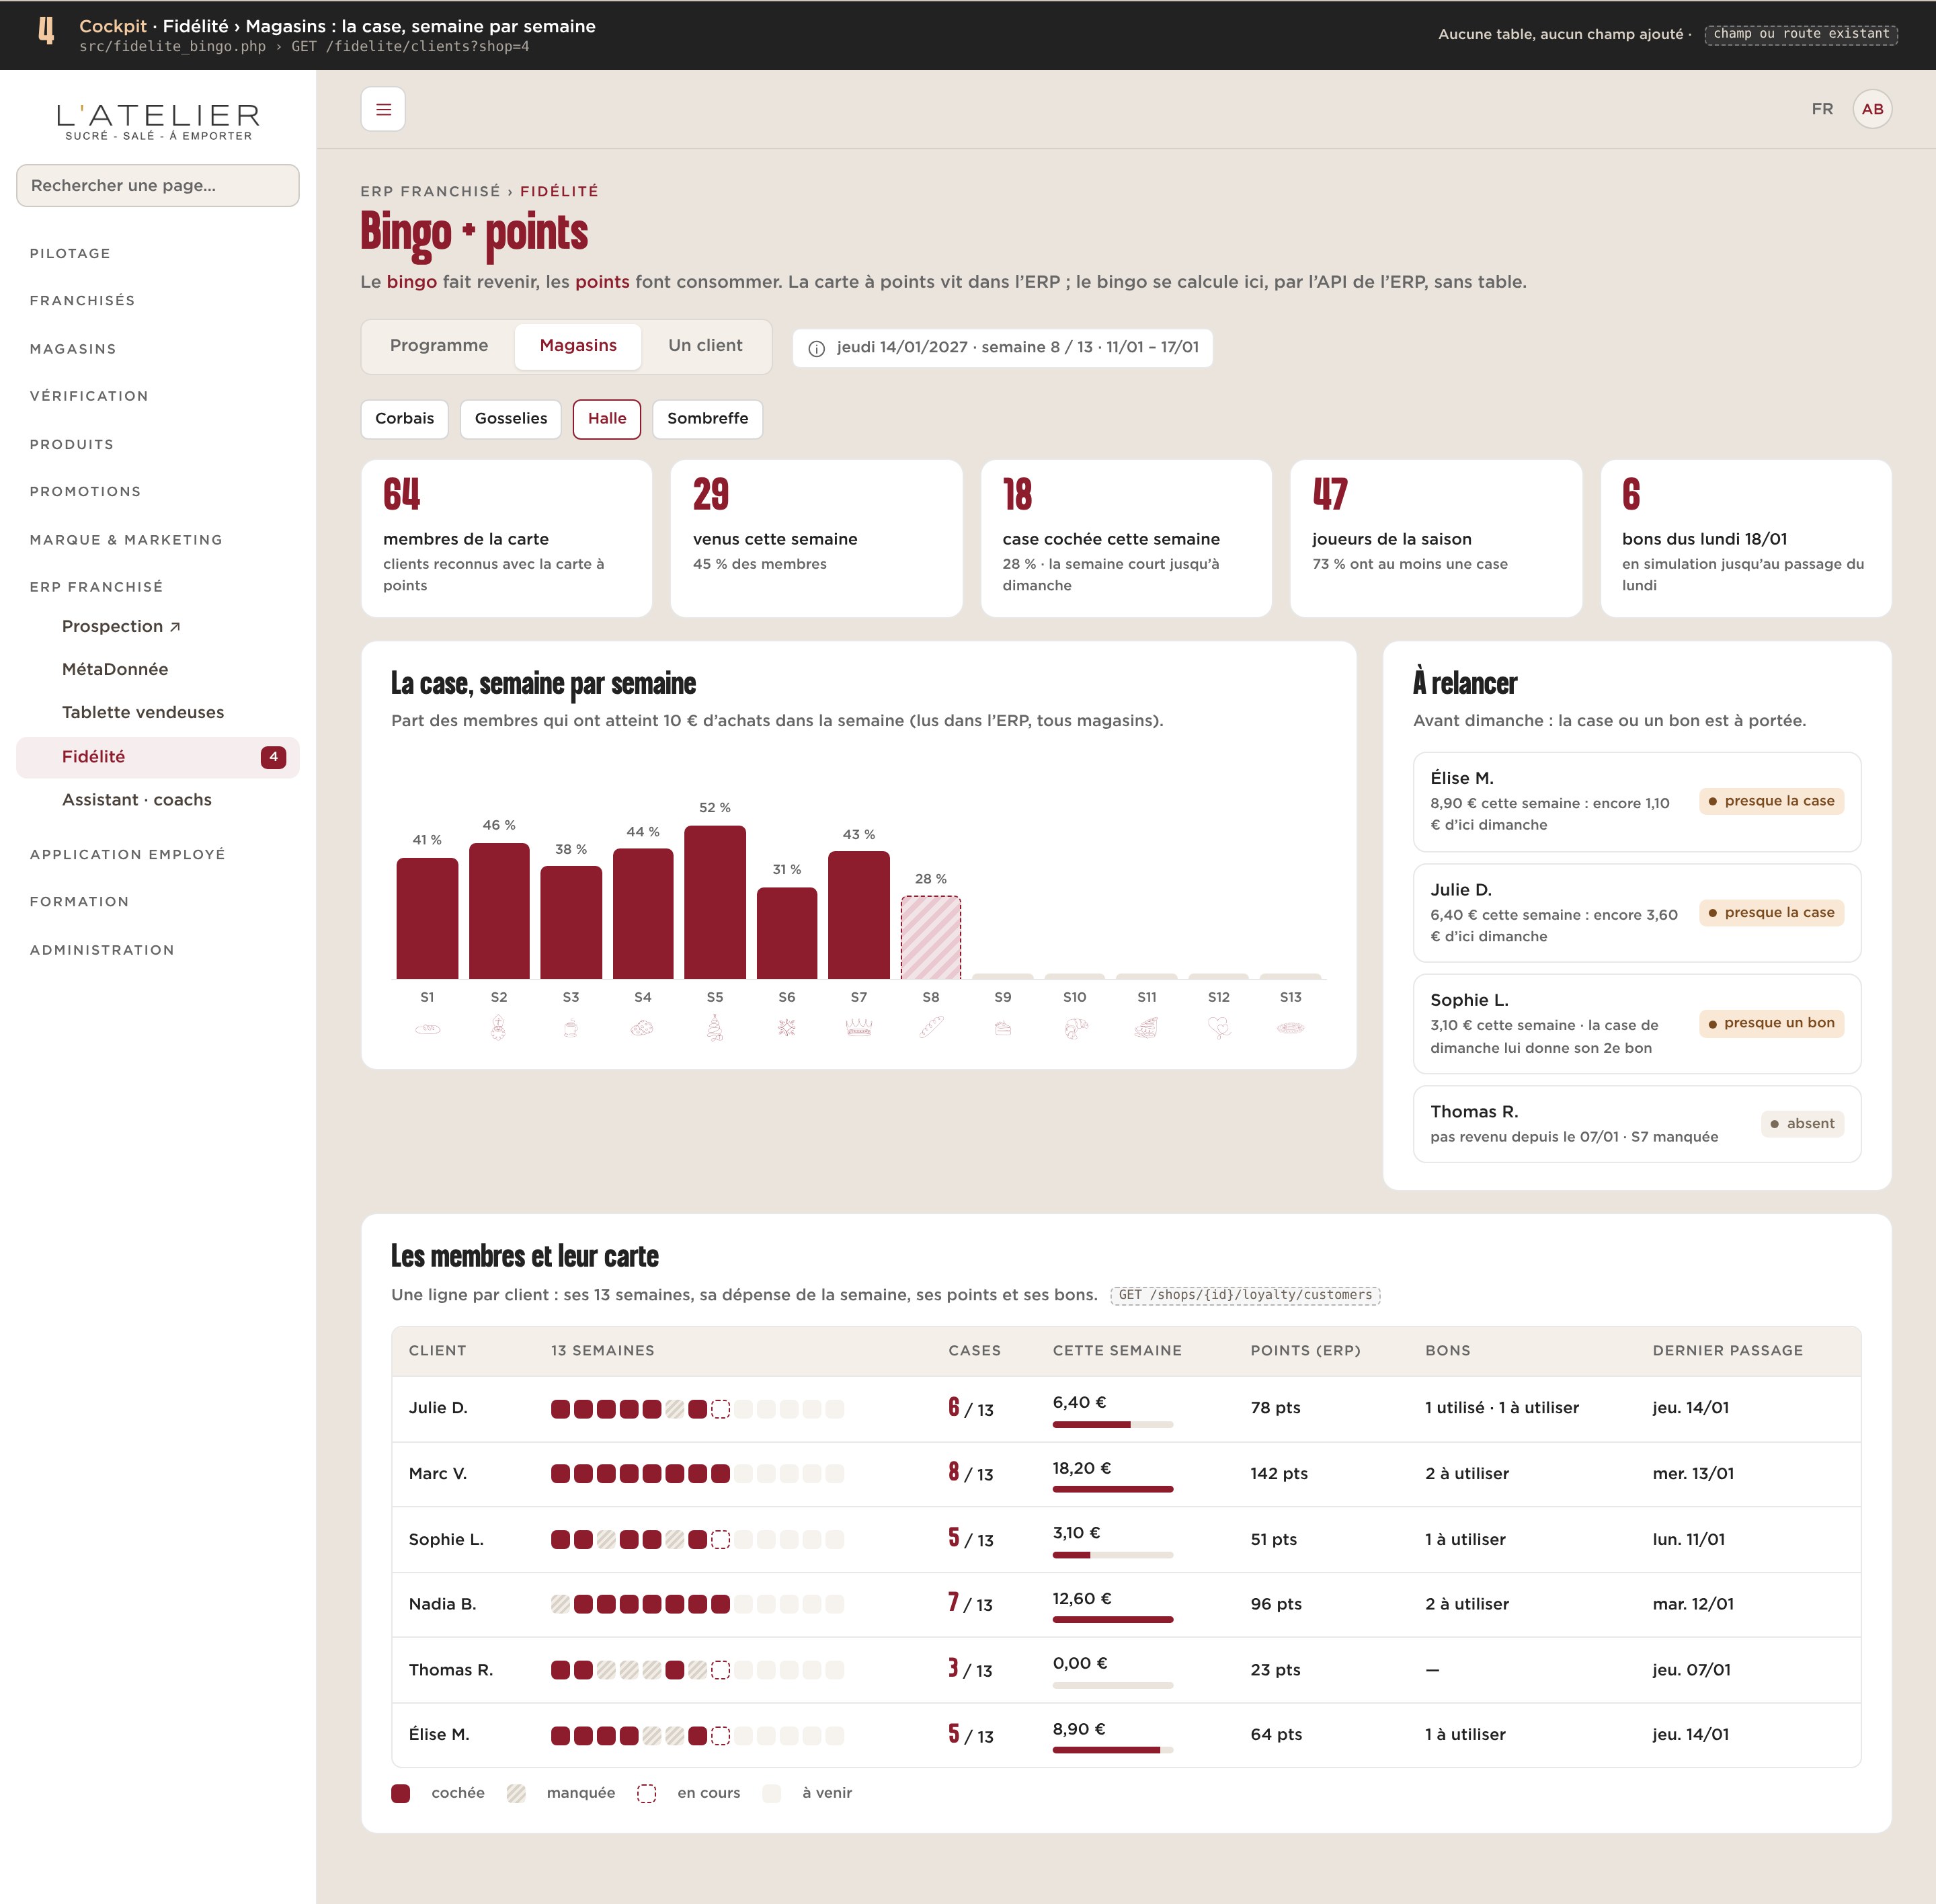 4
Cockpit · Fidélité › Magasins : la case, semaine par semaine
src/fidelite_bingo.php › GET /fidelite/clients?shop=4
Aucune table, aucun champ ajouté · champ ou route existant
L'ATELIER
SUCRÉ - SALÉ - Á EMPORTER
Rechercher une page...
PILOTAGE
FRANCHISÉS
MAGASINS
VÉRIFICATION
PRODUITS
PROMOTIONS
MARQUE & MARKETING
ERP FRANCHISÉ
Prospection ↗
MétaDonnée
Tablette vendeuses
Fidélité 4
Assistant · coachs
APPLICATION EMPLOYÉ
FORMATION
ADMINISTRATION
FR AB
ERP FRANCHISÉ › FIDÉLITÉ
Bingo + points
Le bingo fait revenir, les points font consommer. La carte à points vit dans l’ERP ; le bingo se calcule ici, par l’API de l’ERP, sans table.
Programme Magasins Un client
jeudi 14/01/2027 · semaine 8 / 13 · 11/01 – 17/01
Corbais Gosselies Halle Sombreffe
64
membres de la carte
clients reconnus avec la carte à
points
29
venus cette semaine
45 % des membres
18
case cochée cette semaine
28 % · la semaine court jusqu’à
dimanche
47
joueurs de la saison
73 % ont au moins une case
6
bons dus lundi 18/01
en simulation jusqu’au passage du
lundi
La case, semaine par semaine
Part des membres qui ont atteint 10 € d’achats dans la semaine (lus dans l’ERP, tous magasins).
41 % 46 % 38 % 44 % 52 % 31 % 43 % 28 %
S1 S2 S3 S4 S5 S6 S7 S8 S9 S10 S11 S12 S13
À relancer
Avant dimanche : la case ou un bon est à portée.
Élise M.
8,90 € cette semaine : encore 1,10
€ d’ici dimanche
presque la case
Julie D.
6,40 € cette semaine : encore 3,60
€ d’ici dimanche
presque la case
Sophie L.
3,10 € cette semaine · la case de
dimanche lui donne son 2e bon
presque un bon
Thomas R.
pas revenu depuis le 07/01 · S7 manquée
absent
Les membres et leur carte
Une ligne par client : ses 13 semaines, sa dépense de la semaine, ses points et ses bons. GET /shops/{id}/loyalty/customers
CLIENT 13 SEMAINES CASES CETTE SEMAINE POINTS (ERP) BONS DERNIER PASSAGE
Julie D. 6 / 13 6,40 € 78 pts 1 utilisé · 1 à utiliser jeu. 14/01
Marc V. 8 / 13 18,20 € 142 pts 2 à utiliser mer. 13/01
Sophie L. 5 / 13 3,10 € 51 pts 1 à utiliser lun. 11/01
Nadia B. 7 / 13 12,60 € 96 pts 2 à utiliser mar. 12/01
Thomas R. 3 / 13 0,00 € 23 pts — jeu. 07/01
Élise M. 5 / 13 8,90 € 64 pts 1 à utiliser jeu. 14/01
cochée manquée en cours à venir